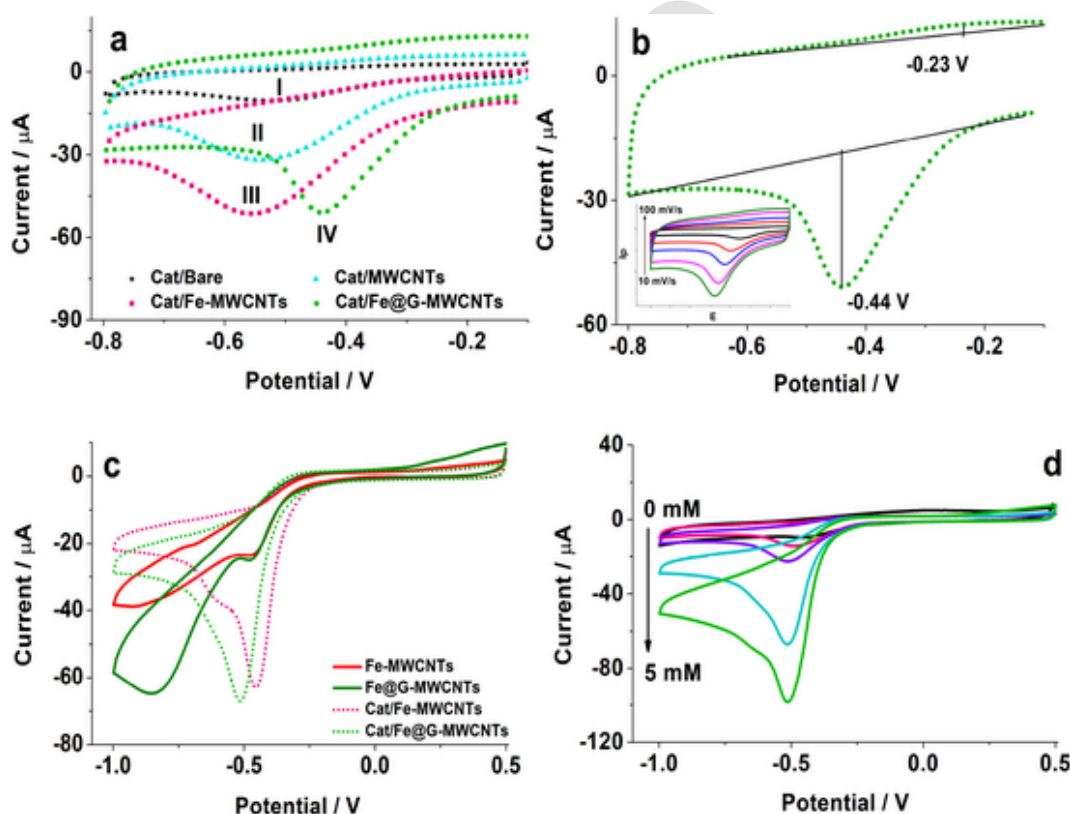 a
0
-30
-60
-90
Current / µA
I
II
III
IV
Cat/Bare
Cat/MWCNTs
Cat/Fe-MWCNTs
Cat/Fe@G-MWCNTs
-0.8 -0.6 -0.4 -0.2
Potential / V
b
0
-30
-60
Current / µA
-0.23 V
-0.44 V
100 mV/s
10 mV/s
Ip
E
-0.8 -0.6 -0.4 -0.2
Potential / V
c
0
-20
-40
-60
-80
Current / µA
Fe-MWCNTs
Fe@G-MWCNTs
Cat/Fe-MWCNTs
Cat/Fe@G-MWCNTs
-1.0 -0.5 0.0 0.5
Potential / V
d
40
0
-40
-80
-120
Current / µA
0 mM
5 mM
-1.0 -0.5 0.0 0.5
Potential / V